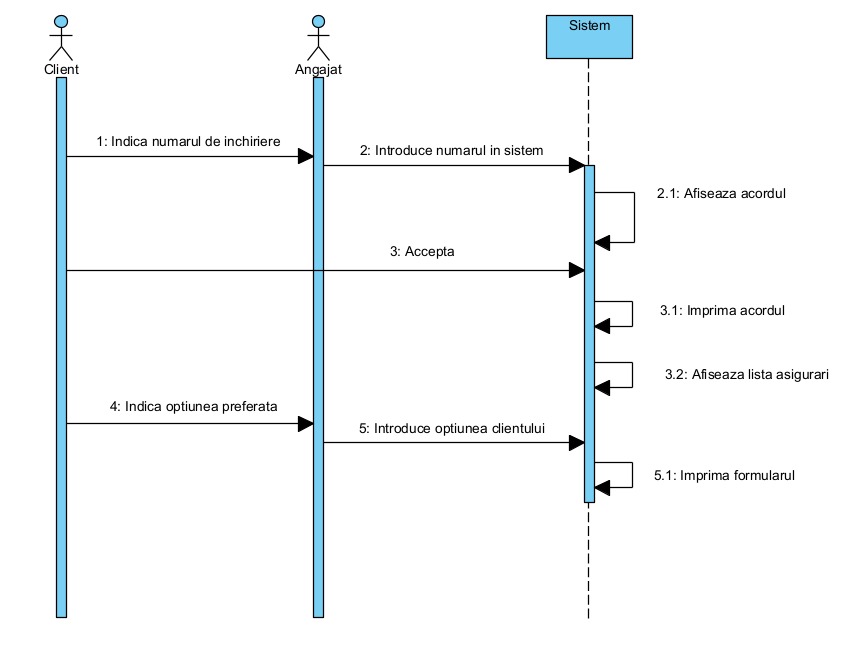 Client
Angajat
Sistem
1: Indica numarul de inchiriere
2: Introduce numarul in sistem
2.1: Afiseaza acordul
3: Accepta
3.1: Imprima acordul
3.2: Afiseaza lista asigurari
4: Indica optiunea preferata
5: Introduce optiunea clientului
5.1: Imprima formularul